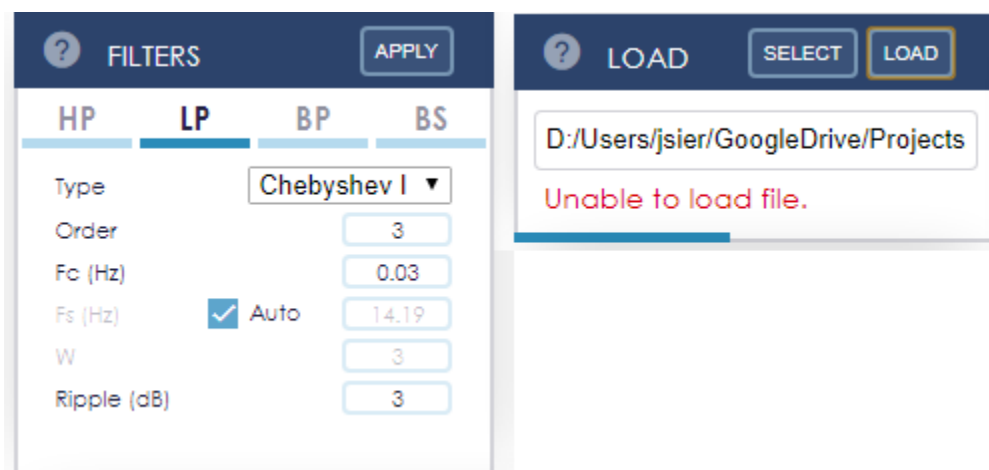 ? FILTERS APPLY
HP LP BP BS
Type Chebyshev I
Order 3
Fc (Hz) 0.03
Fs (Hz) Auto 14.19
W 3
Ripple (dB) 3
? LOAD SELECT LOAD
D:/Users/jsier/GoogleDrive/Projects
Unable to load file.